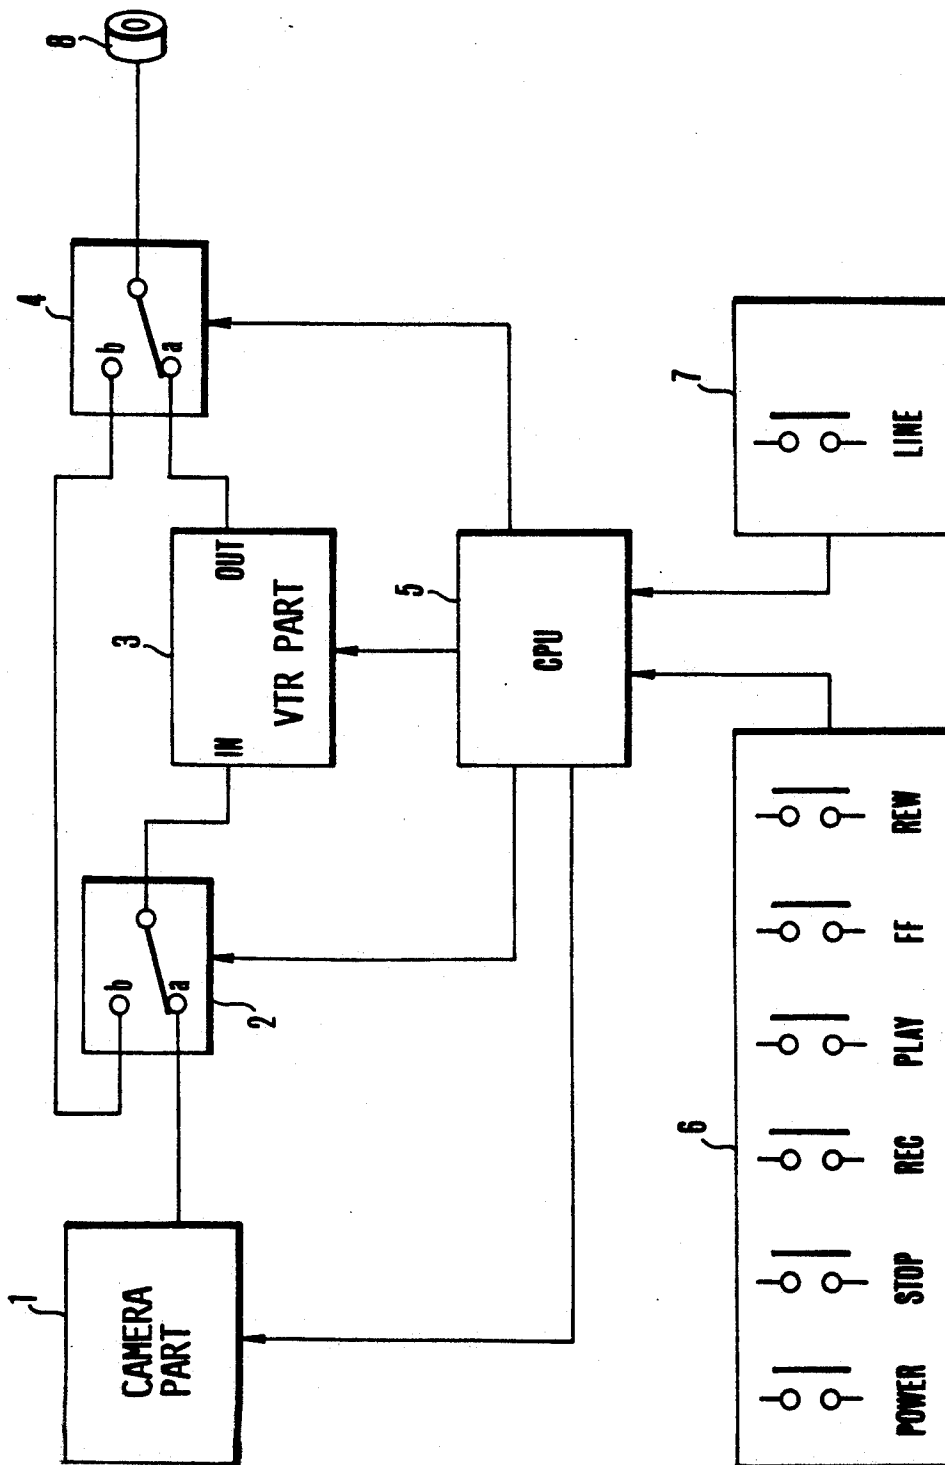 1
CAMERA
PART
2
b
a
3
IN
OUT
VTR PART
4
b
a
8
5
CPU
6
POWER
STOP
REC
PLAY
FF
REW
7
LINE